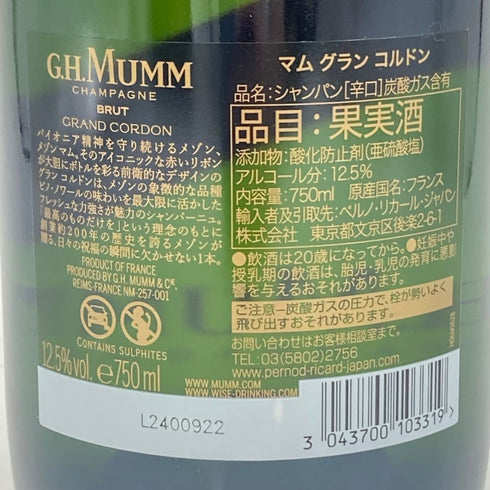 G.H.MUMM
CHAMPAGNE
BRUT
GRAND CORDON
パイオニア精神を守り続けるメゾン、
メゾンマム。そのアイコニックな赤いリボン
が大胆にボトルを彩る前衛的なデザインの
グラン コルドンは、メゾンの象徴的な品種
ピノ・ノワールの味わいを最大限に活かした
フレッシュな力強さが魅力のシャンパーニュ。
「最高のものだけを」という理念のもとに
創業約200年の歴史を誇るメゾンが
贈る、日々の祝福の瞬間に欠かせない1本。
PRODUCT OF FRANCE
PRODUCED BY G.H. MUMM & Cie,
REIMS-FRANCE NM-257-001
CONTAINS SULPHITES
12.5%vol. e750ml
WWW.MUMM.COM
WWW.WISE-DRINKING.COM
L2400922
マム グラン コルドン
品名:シャンパン[辛口]炭酸ガス含有
品目:果実酒
添加物:酸化防止剤(亜硫酸塩)
アルコール分:12.5%
内容量:750ml 原産国名:フランス
輸入者及び引取先:ペルノ・リカール・ジャパン
株式会社 東京都文京区後楽2-6-1
●飲酒は20歳になってから。●妊娠中や
授乳期の飲酒は、胎児・乳児の発育に悪影
響を与えるおそれがあります。
ご注意―炭酸ガスの圧力で、栓が勢いよく
飛び出すおそれがあります。
お問い合わせはお客様相談室まで。
TEL:03(5802)2756
www.pernod-ricard-japan.com
3 043700 103319